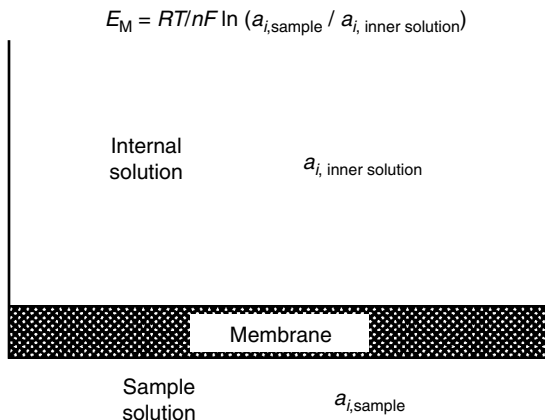 E_M = RT/nF ln (a_i,sample / a_i, inner solution)
Internal
solution
a_i, inner solution
Membrane
Sample
solution
a_i,sample